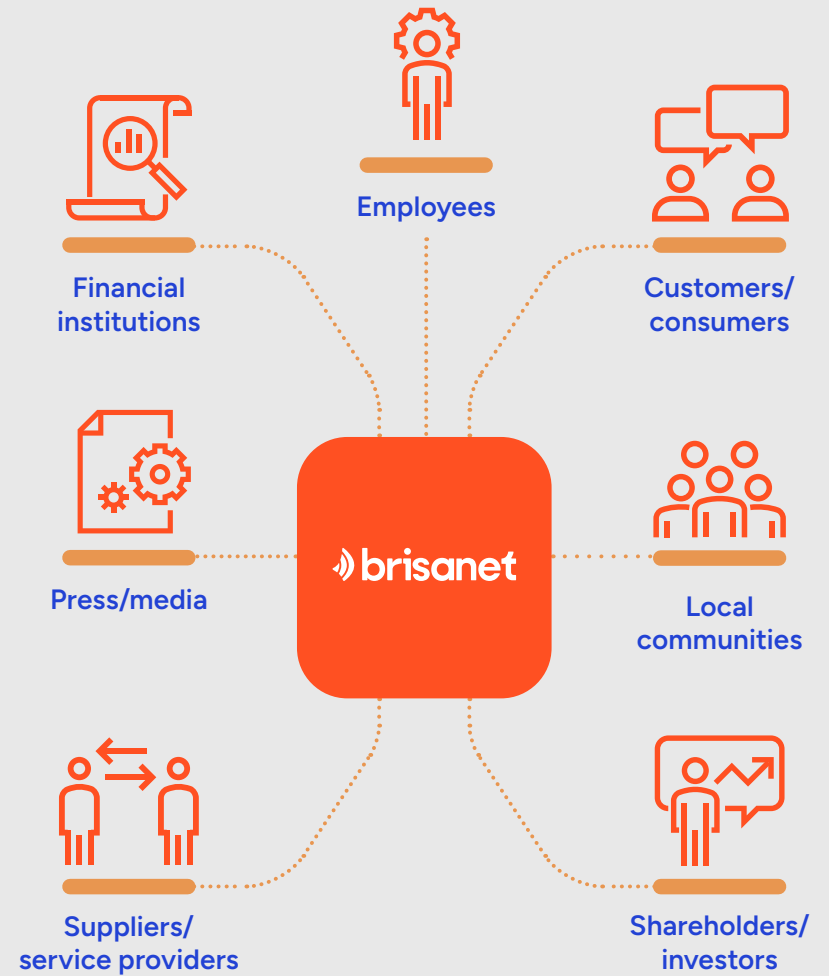 Employees
Financial
institutions
Customers/
consumers
brisanet
Press/media
Local
communities
Suppliers/
service providers
Shareholders/
investors